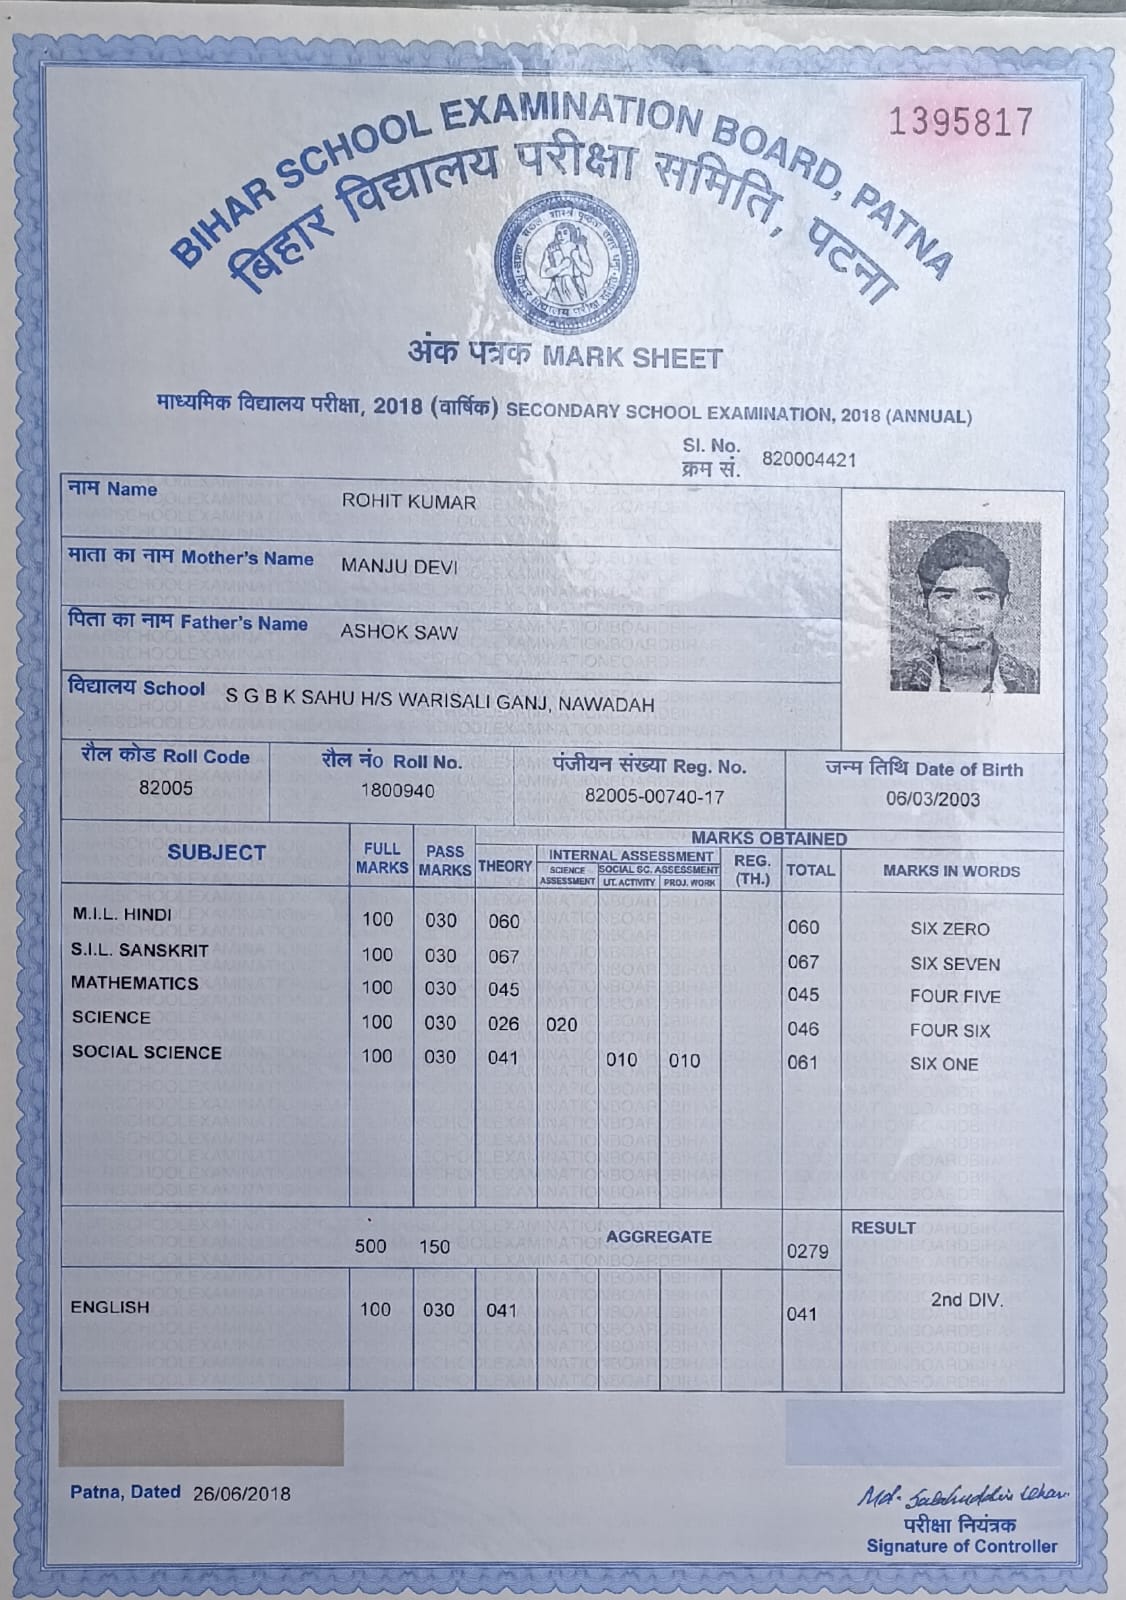 1395817
BIHAR SCHOOL EXAMINATION BOARD, PATNA
बिहार विद्यालय परीक्षा समिति, पटना
अंक पत्रक MARK SHEET
माध्यमिक विद्यालय परीक्षा, 2018 (वार्षिक) SECONDARY SCHOOL EXAMINATION, 2018 (ANNUAL)
Sl. No.
क्रम सं. 820004421
नाम Name ROHIT KUMAR
माता का नाम Mother's Name MANJU DEVI
पिता का नाम Father's Name ASHOK SAW
विद्यालय School S G B K SAHU H/S WARISALI GANJ, NAWADAH
रौल कोड Roll Code रौल नं० Roll No. पंजीयन संख्या Reg. No. जन्म तिथि Date of Birth
82005 1800940 82005-00740-17 06/03/2003
MARKS OBTAINED
SUBJECT FULL MARKS PASS MARKS THEORY INTERNAL ASSESSMENT REG. (TH.) TOTAL MARKS IN WORDS
SCIENCE ASSESSMENT SOCIAL SC. ASSESSMENT
LIT. ACTIVITY PROJ. WORK
M.I.L. HINDI 100 030 060 060 SIX ZERO
S.I.L. SANSKRIT 100 030 067 067 SIX SEVEN
MATHEMATICS 100 030 045 045 FOUR FIVE
SCIENCE 100 030 026 020 046 FOUR SIX
SOCIAL SCIENCE 100 030 041 010 010 061 SIX ONE
500 150 AGGREGATE 0279 RESULT
ENGLISH 100 030 041 041 2nd DIV.
Patna, Dated 26/06/2018
परीक्षा नियंत्रक
Signature of Controller